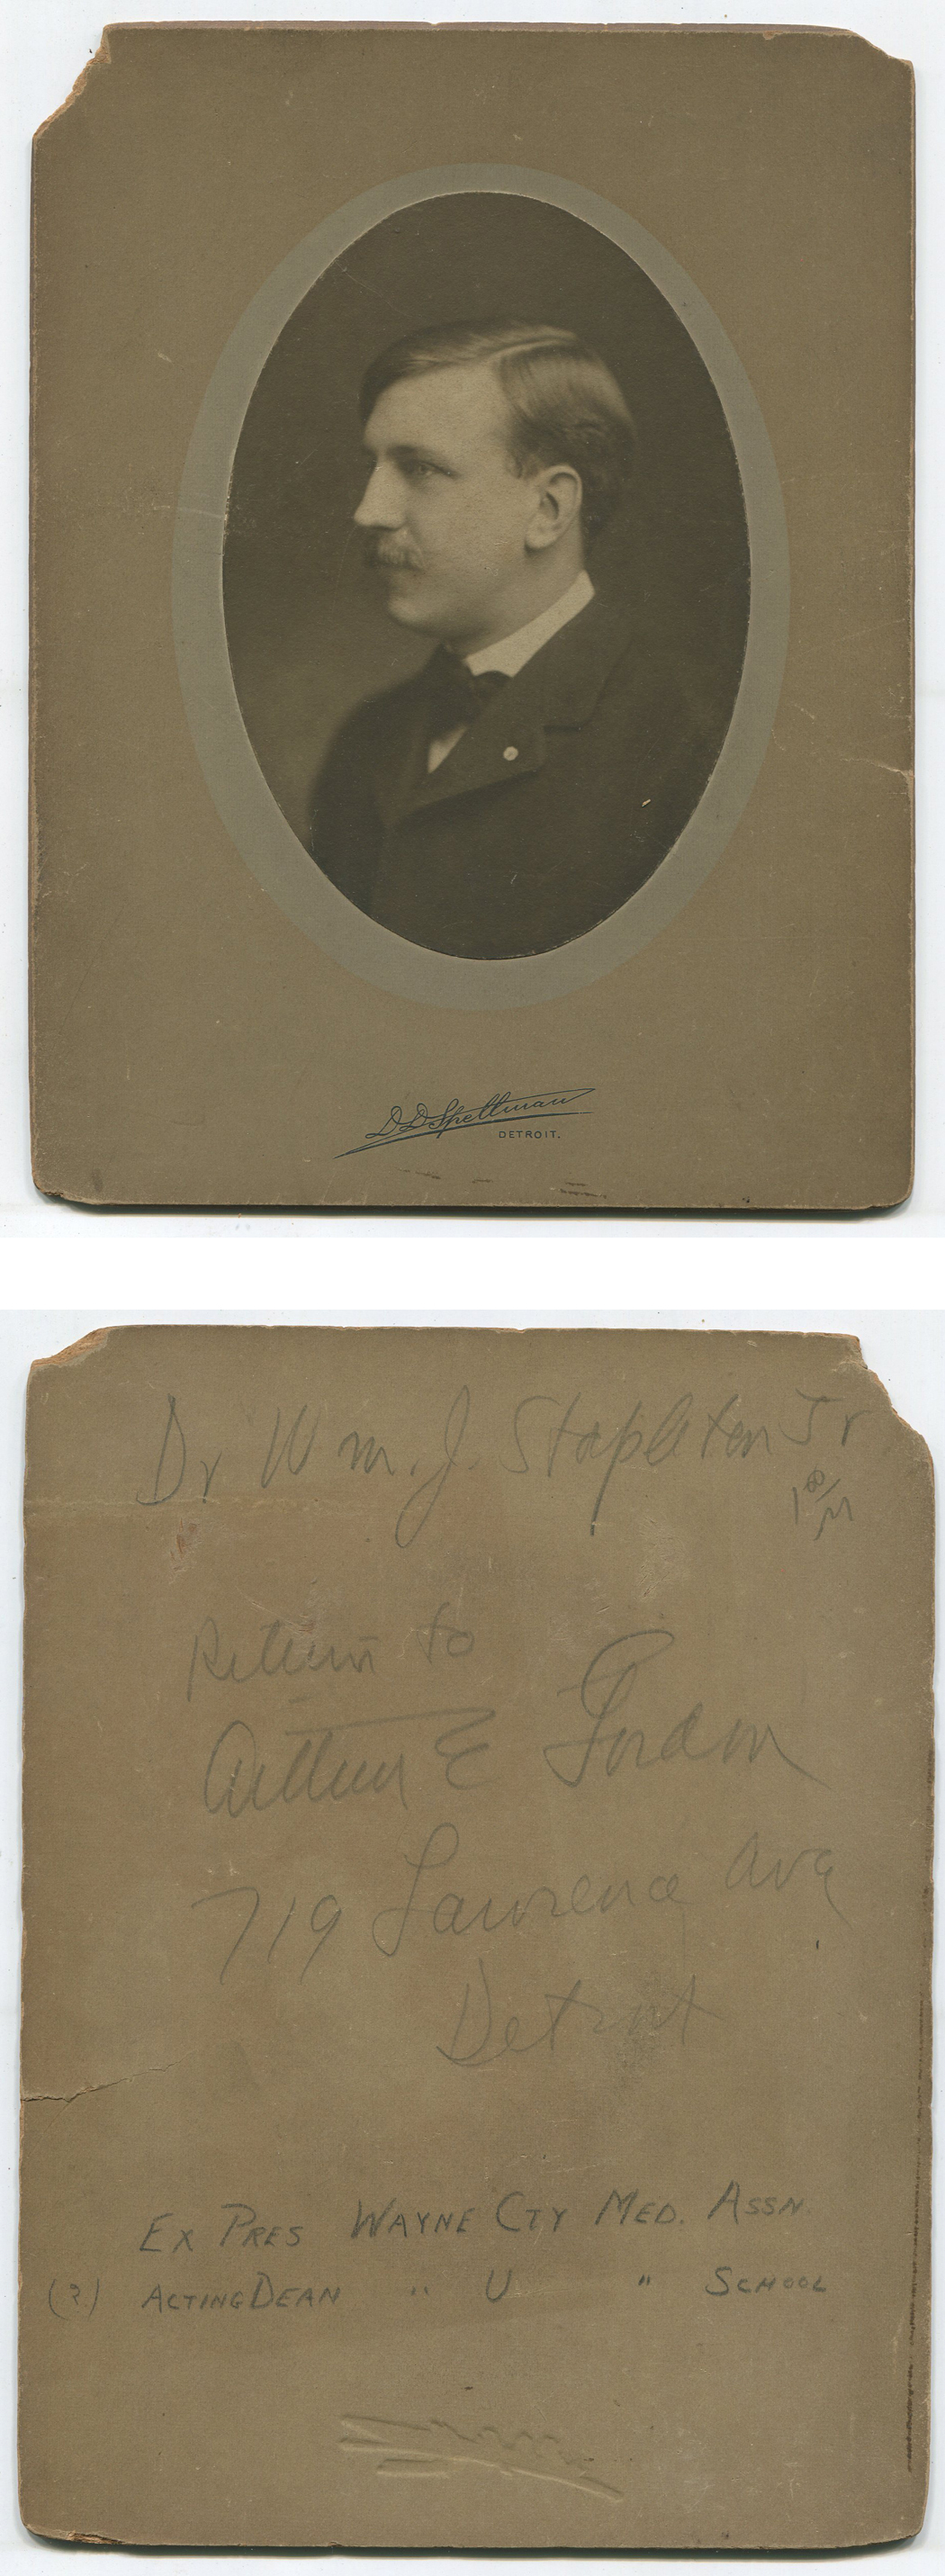 D D Spellman
DETROIT.
Dr Wm. J. Stapleton Jr
Return to
Arthur E Gordon
719 Lawrence Ave
Detroit
EX PRES WAYNE CTY MED. ASSN.
(?) ACTING DEAN " U " SCHOOL